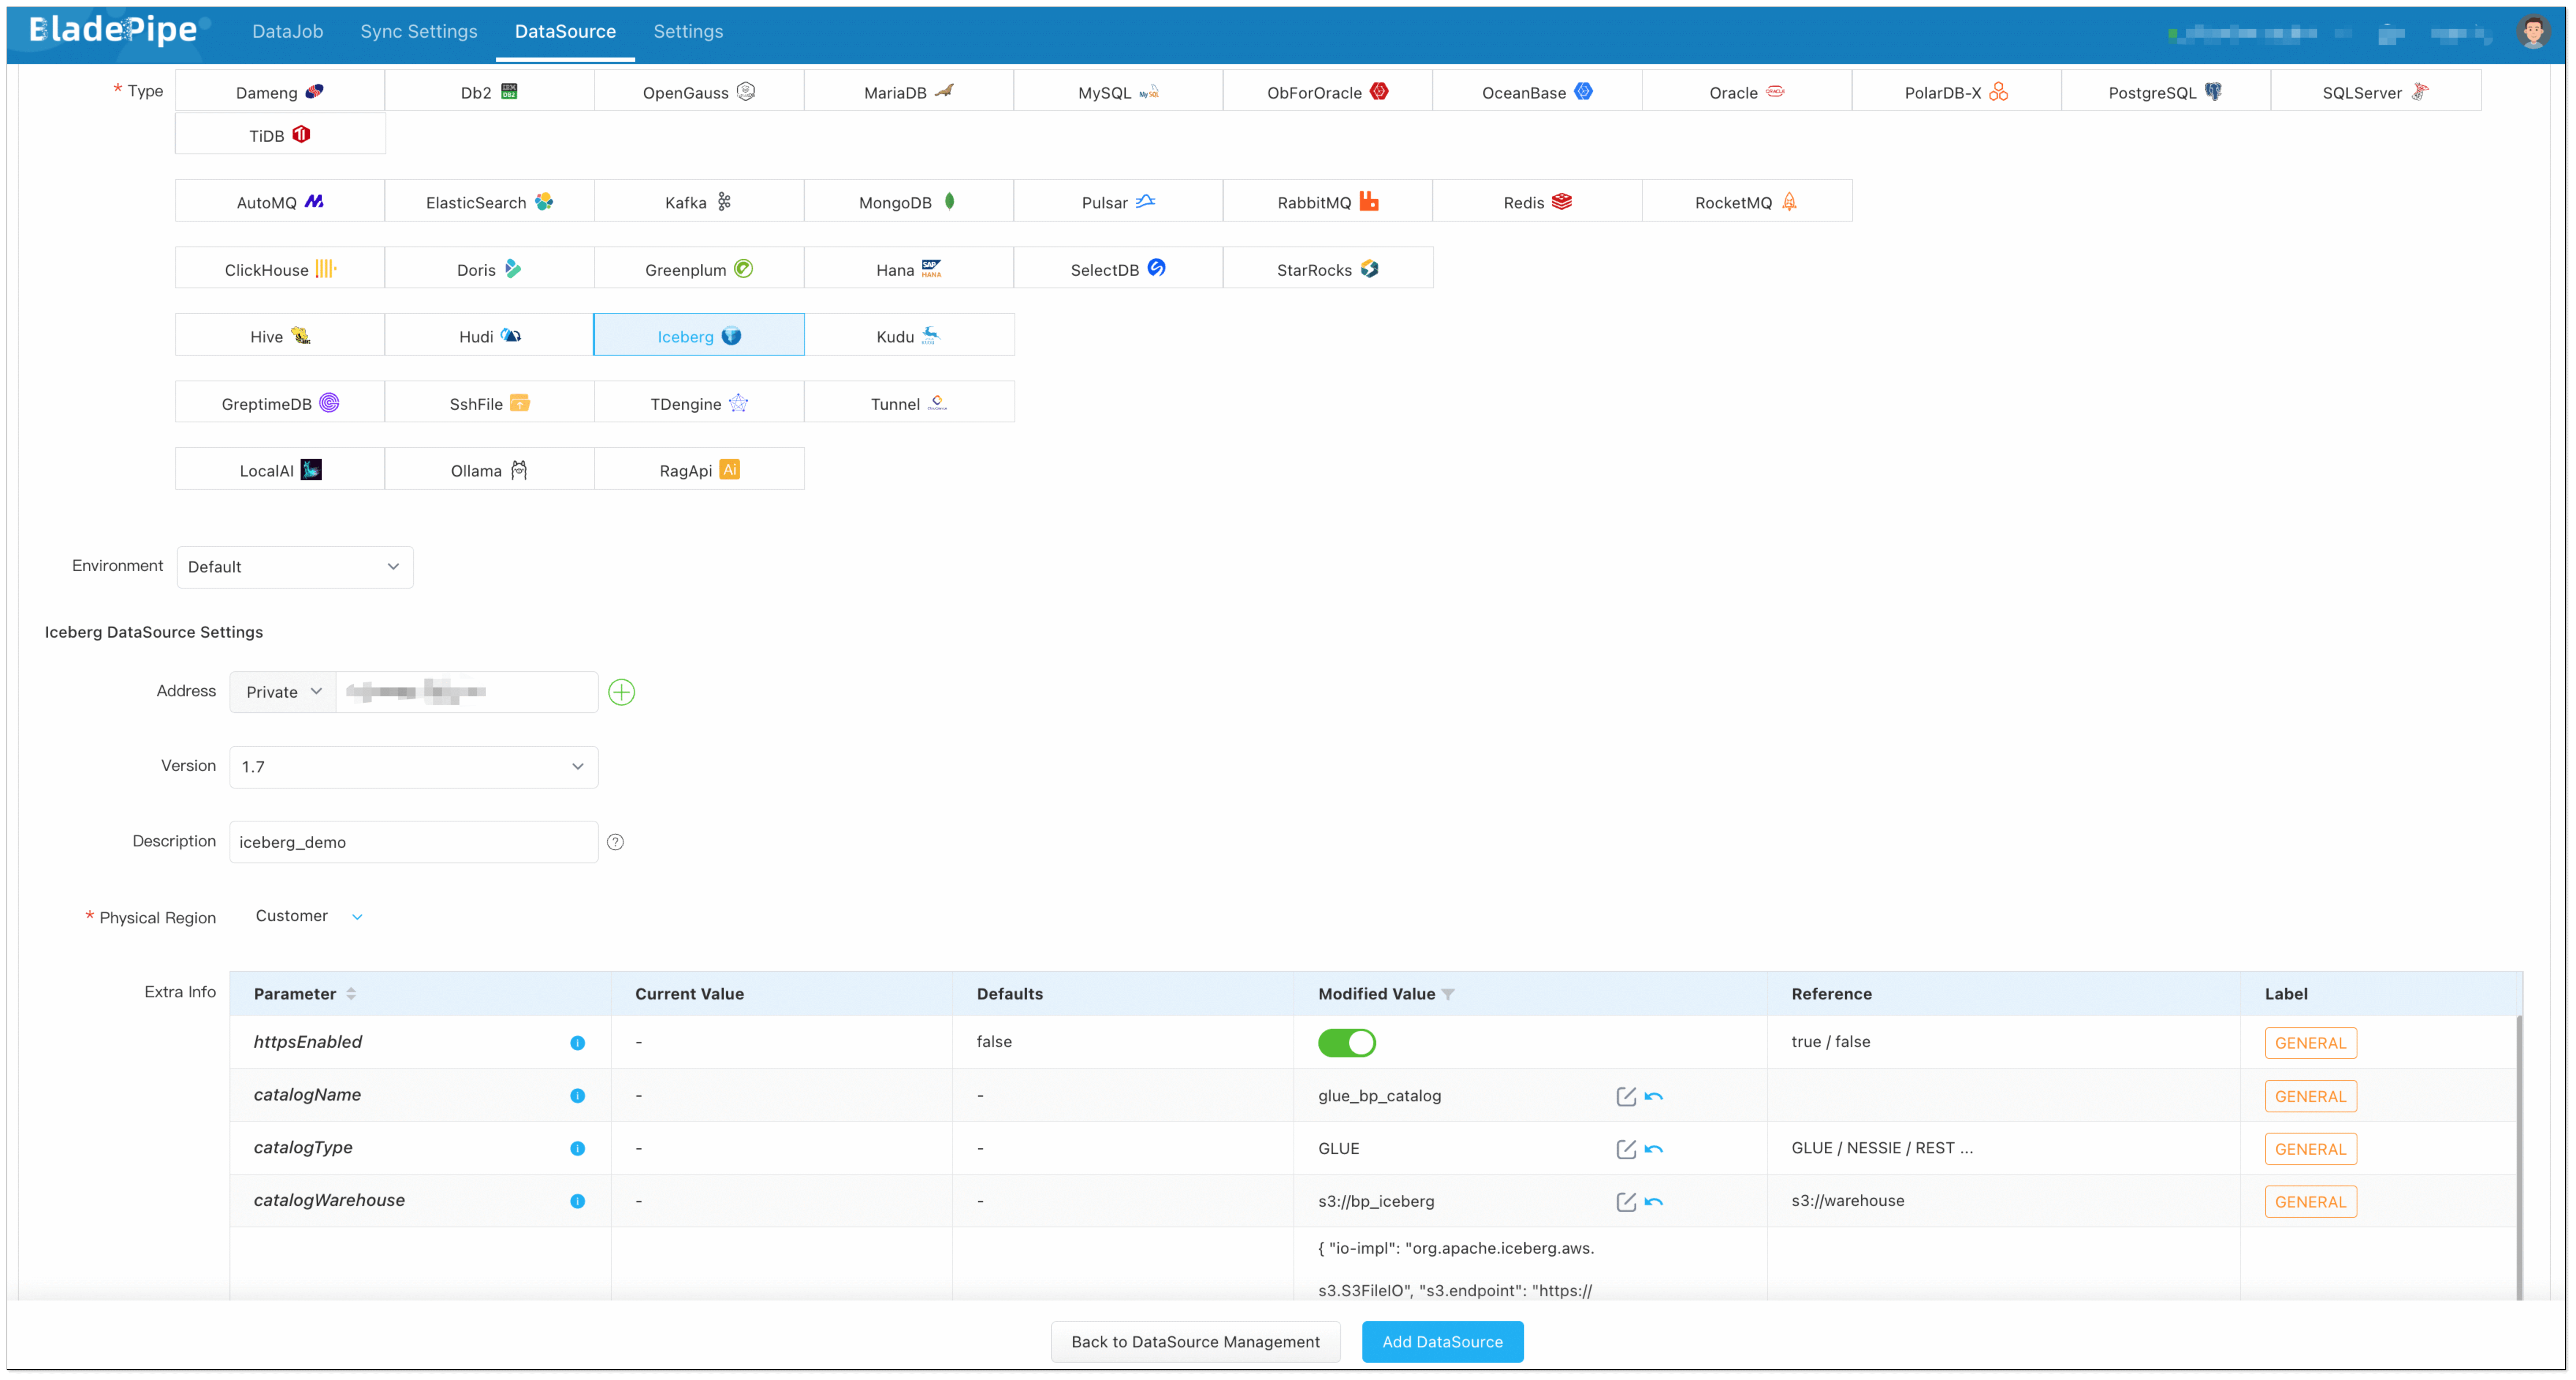 BladePipe DataJob Sync Settings DataSource Settings
* Type Dameng Db2 OpenGauss MariaDB MySQL ObForOracle OceanBase Oracle PolarDB-X PostgreSQL SQLServer
TiDB
AutoMQ ElasticSearch Kafka MongoDB Pulsar RabbitMQ Redis RocketMQ
ClickHouse Doris Greenplum Hana SelectDB StarRocks
Hive Hudi Iceberg Kudu
GreptimeDB SshFile TDengine Tunnel
LocalAI Ollama RagApi Ai
Environment Default
Iceberg DataSource Settings
Address Private
Version 1.7
Description iceberg_demo ?
* Physical Region Customer
Extra Info Parameter Current Value Defaults Modified Value Reference Label
httpsEnabled - false true / false GENERAL
catalogName - - glue_bp_catalog GENERAL
catalogType - - GLUE GLUE / NESSIE / REST ... GENERAL
catalogWarehouse - - s3://bp_iceberg s3://warehouse GENERAL
{ "io-impl": "org.apache.iceberg.aws.
s3.S3FileIO", "s3.endpoint": "https://
Back to DataSource Management Add DataSource